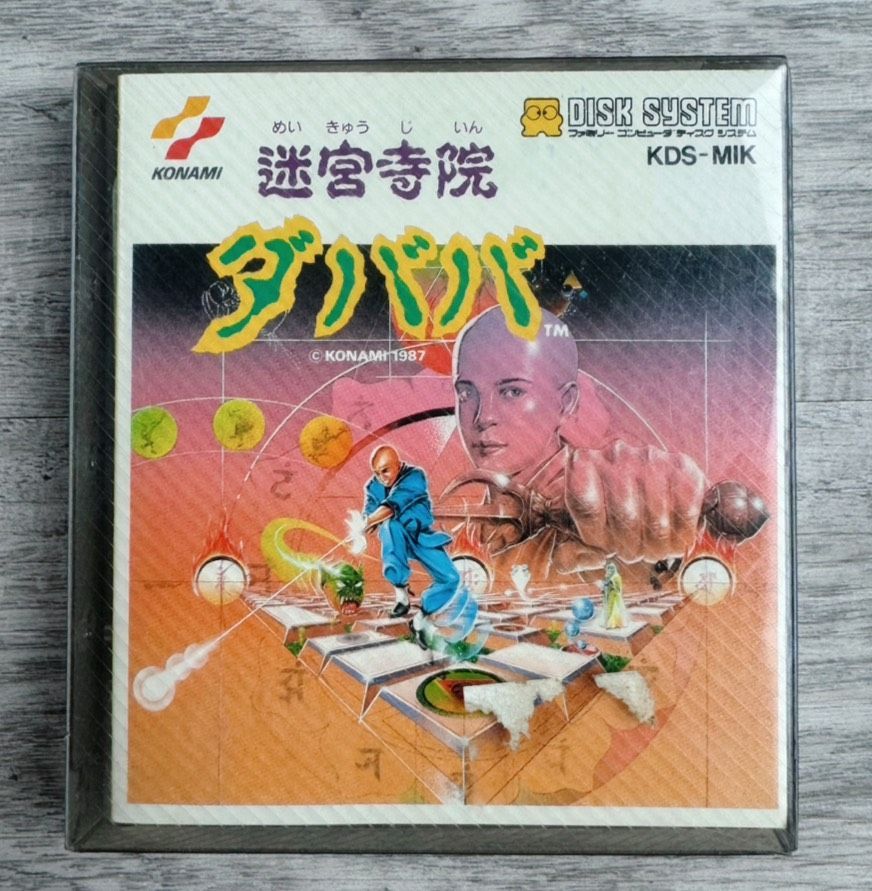 KONAMI
めい きゅう じ いん
迷宮寺院
DISK SYSTEM
ファミリー コンピュータ ディスク システム
KDS-MIK
ダババ™
© KONAMI 1987